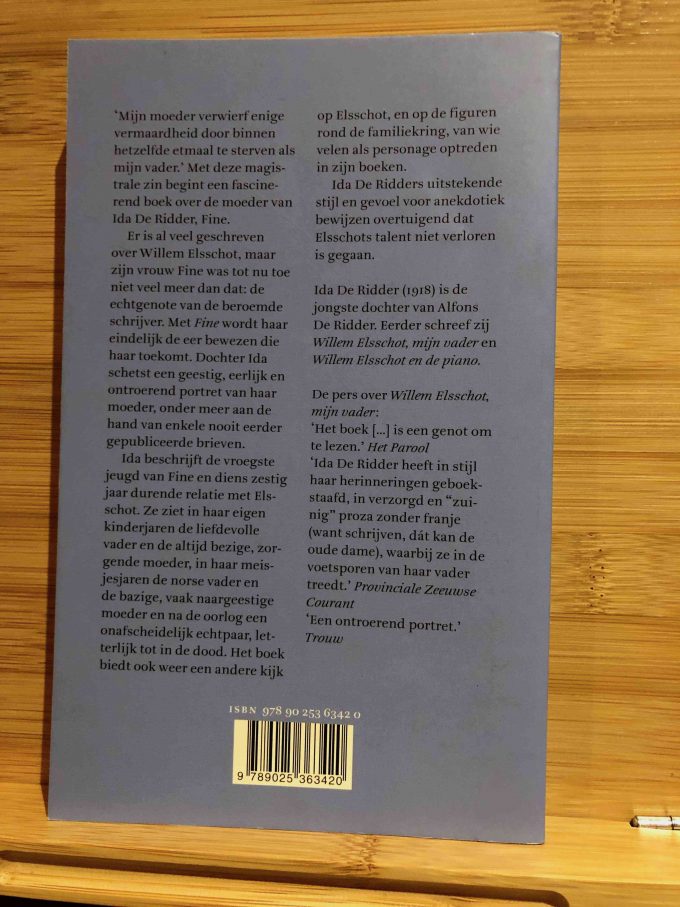 ‘Mijn moeder verwierf enige
vermaardheid door binnen
hetzelfde etmaal te sterven als
mijn vader.’ Met deze magis-
trale zin begint een fascine-
rend boek over de moeder van
Ida De Ridder, Fine.
Er is al veel geschreven
over Willem Elsschot, maar
zijn vrouw Fine was tot nu toe
niet veel meer dan dat: de
echtgenote van de beroemde
schrijver. Met Fine wordt haar
eindelijk de eer bewezen die
haar toekomt. Dochter Ida
schetst een geestig, eerlijk en
ontroerend portret van haar
moeder, onder meer aan de
hand van enkele nooit eerder
gepubliceerde brieven.
Ida beschrijft de vroegste
jeugd van Fine en diens zestig
jaar durende relatie met Els-
schot. Ze ziet in haar eigen
kinderjaren de liefdevolle
vader en de altijd bezige, zor-
gende moeder, in haar meis-
jesjaren de norse vader en
de bazige, vaak naargeestige
moeder en na de oorlog een
onafscheidelijk echtpaar, let-
terlijk tot in de dood. Het boek
biedt ook weer een andere kijk
op Elsschot, en op de figuren
rond de familiekring, van wie
velen als personage optreden
in zijn boeken.
Ida De Ridders uitstekende
stijl en gevoel voor anekdotiek
bewijzen overtuigend dat
Elsschots talent niet verloren
is gegaan.
Ida De Ridder (1918) is de
jongste dochter van Alfons
De Ridder. Eerder schreef zij
Willem Elsschot, mijn vader en
Willem Elsschot en de piano.
De pers over Willem Elsschot,
mijn vader:
‘Het boek [...] is een genot om
te lezen.’ Het Parool
‘Ida De Ridder heeft in stijl
haar herinneringen geboek-
staafd, in verzorgd en “zui-
nig” proza zonder franje
(want schrijven, dát kan de
oude dame), waarbij ze in de
voetsporen van haar vader
treedt.’ Provinciale Zeeuwse
Courant
‘Een ontroerend portret.’
Trouw
ISBN 978 90 253 6342 0
9 789025 363420